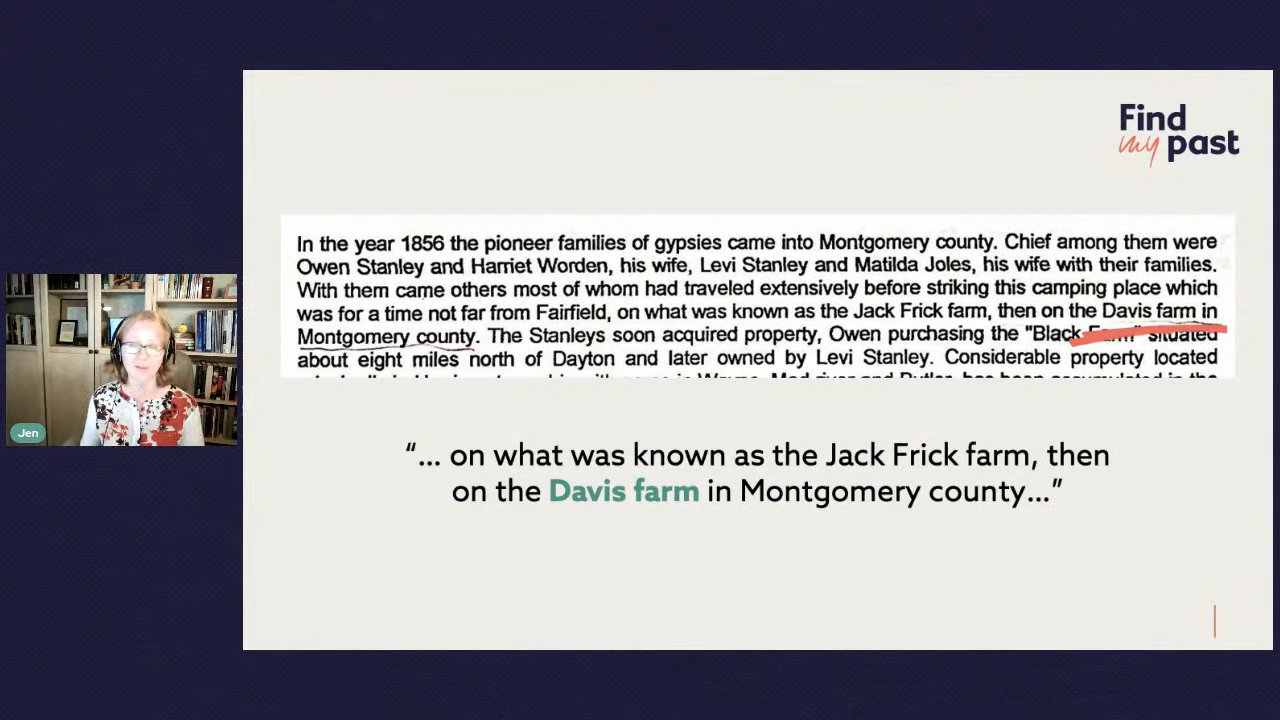 Find
my past
In the year 1856 the pioneer families of gypsies came into Montgomery county. Chief among them were
Owen Stanley and Harriet Worden, his wife, Levi Stanley and Matilda Joles, his wife with their families.
With them came others most of whom had traveled extensively before striking this camping place which
was for a time not far from Fairfield, on what was known as the Jack Frick farm, then on the Davis farm in
Montgomery county. The Stanleys soon acquired property, Owen purchasing the "Black Farm" situated
about eight miles north of Dayton and later owned by Levi Stanley. Considerable property located
“... on what was known as the Jack Frick farm, then
on the Davis farm in Montgomery county...”
Jen